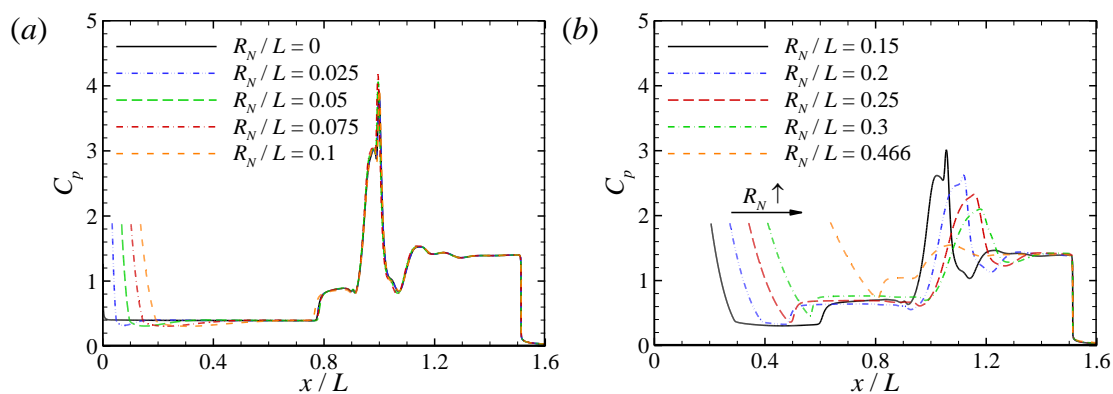 (a)
5
4
3
2
1
0
C_p
R_N / L = 0
R_N / L = 0.025
R_N / L = 0.05
R_N / L = 0.075
R_N / L = 0.1
0 0.4 0.8 1.2 1.6
x / L
(b)
5
4
3
2
1
0
C_p
R_N / L = 0.15
R_N / L = 0.2
R_N / L = 0.25
R_N / L = 0.3
R_N / L = 0.466
R_N ↑
0 0.4 0.8 1.2 1.6
x / L